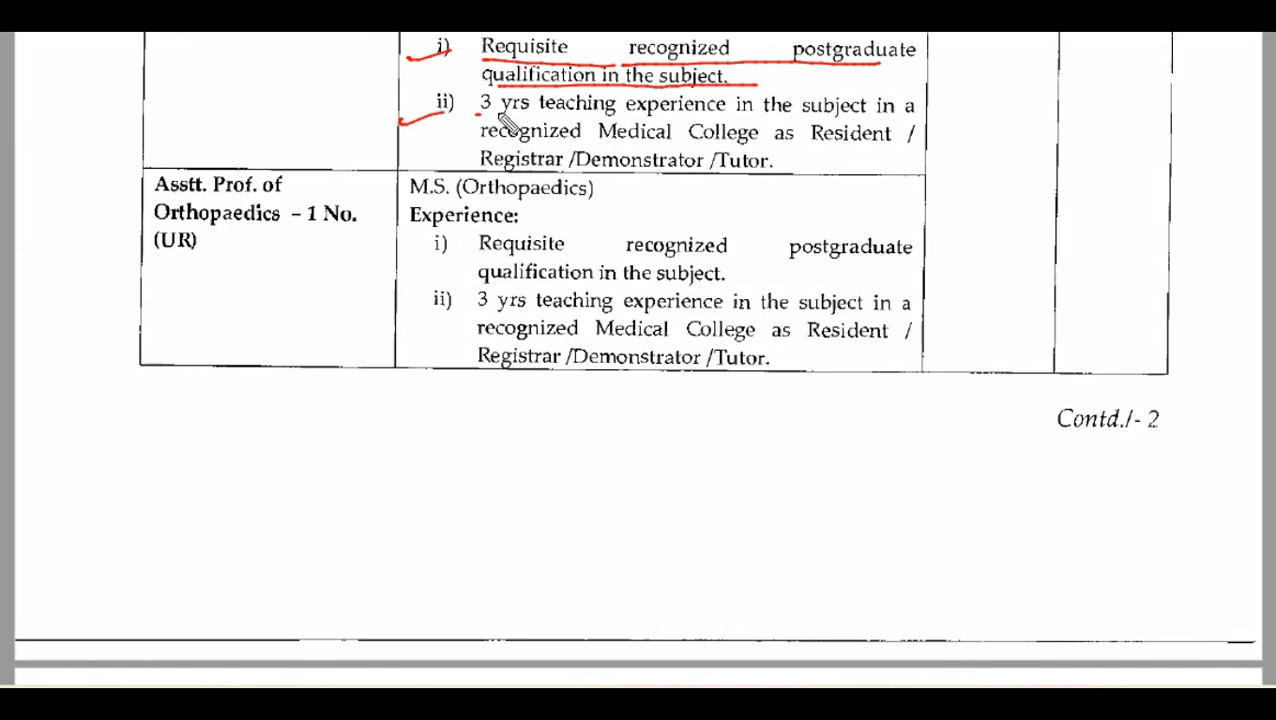 i) Requisite recognized postgraduate
qualification in the subject.
ii) 3 yrs teaching experience in the subject in a
recognized Medical College as Resident /
Registrar /Demonstrator /Tutor.
Asstt. Prof. of
Orthopaedics – 1 No.
(UR)
M.S. (Orthopaedics)
Experience:
i) Requisite recognized postgraduate
qualification in the subject.
ii) 3 yrs teaching experience in the subject in a
recognized Medical College as Resident /
Registrar /Demonstrator /Tutor.
Contd./- 2